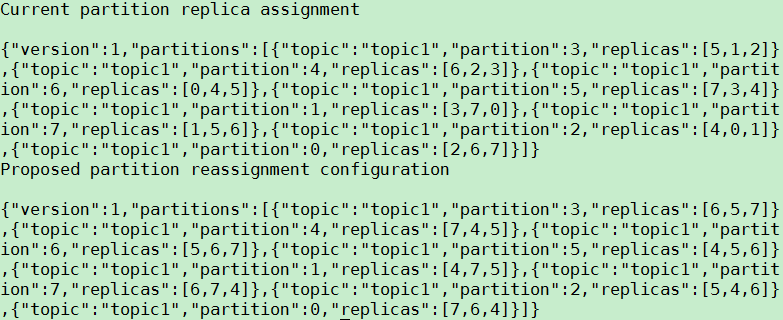 Current partition replica assignment
{"version":1,"partitions":[{"topic":"topic1","partition":3,"replicas":[5,1,2]}
,{"topic":"topic1","partition":4,"replicas":[6,2,3]},{"topic":"topic1","partit
ion":6,"replicas":[0,4,5]},{"topic":"topic1","partition":5,"replicas":[7,3,4]}
,{"topic":"topic1","partition":1,"replicas":[3,7,0]},{"topic":"topic1","partit
ion":7,"replicas":[1,5,6]},{"topic":"topic1","partition":2,"replicas":[4,0,1]}
,{"topic":"topic1","partition":0,"replicas":[2,6,7]}]}
Proposed partition reassignment configuration
{"version":1,"partitions":[{"topic":"topic1","partition":3,"replicas":[6,5,7]}
,{"topic":"topic1","partition":4,"replicas":[7,4,5]},{"topic":"topic1","partit
ion":6,"replicas":[5,6,7]},{"topic":"topic1","partition":5,"replicas":[4,5,6]}
,{"topic":"topic1","partition":1,"replicas":[4,7,5]},{"topic":"topic1","partit
ion":7,"replicas":[6,7,4]},{"topic":"topic1","partition":2,"replicas":[5,4,6]}
,{"topic":"topic1","partition":0,"replicas":[7,6,4]}]}